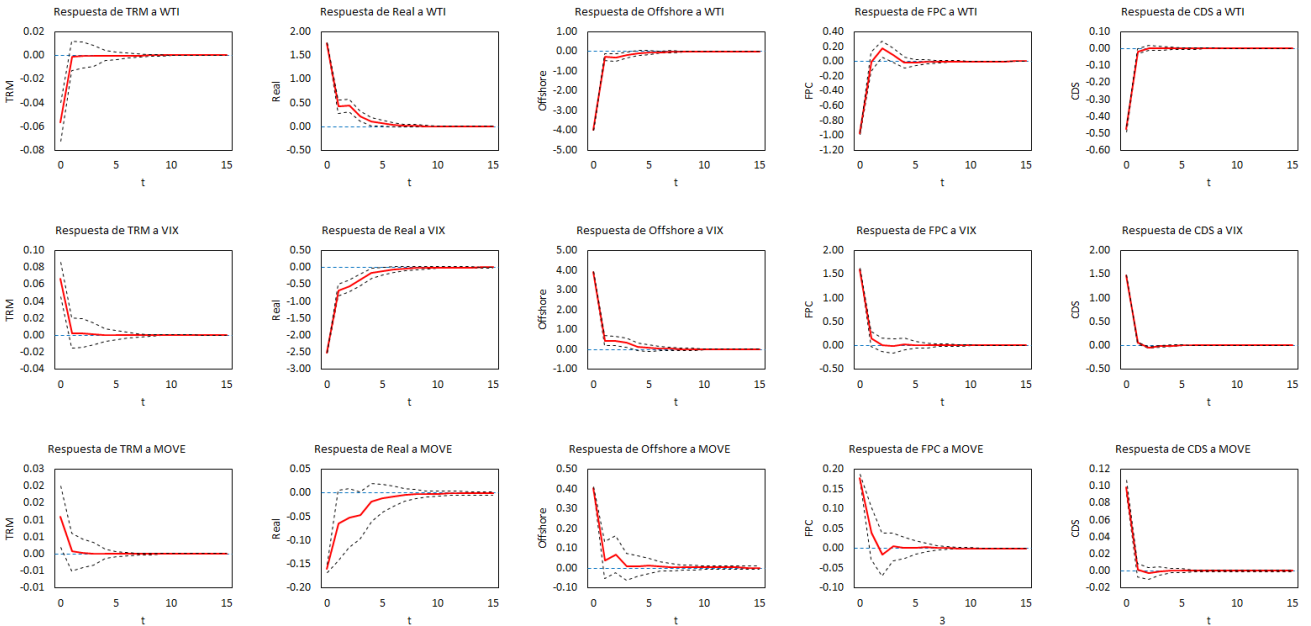 Respuesta de TRM a WTI
0.02
0.00
-0.02
-0.04
-0.06
-0.08
TRM
0 5 10 15
t
Respuesta de Real a WTI
2.00
1.50
1.00
0.50
0.00
-0.50
Real
0 5 10 15
t
Respuesta de Offshore a WTI
1.00
0.00
-1.00
-2.00
-3.00
-4.00
-5.00
Offshore
0 5 10 15
t
Respuesta de FPC a WTI
0.40
0.20
0.00
-0.20
-0.40
-0.60
-0.80
-1.00
-1.20
FPC
0 5 10 15
t
Respuesta de CDS a WTI
0.10
0.00
-0.10
-0.20
-0.30
-0.40
-0.50
-0.60
CDS
0 5 10 15
t
Respuesta de TRM a VIX
0.10
0.08
0.06
0.04
0.02
0.00
-0.02
-0.04
TRM
0 5 10 15
t
Respuesta de Real a VIX
0.50
0.00
-0.50
-1.00
-1.50
-2.00
-2.50
-3.00
Real
0 5 10 15
t
Respuesta de Offshore a VIX
5.00
4.00
3.00
2.00
1.00
0.00
-1.00
Offshore
0 5 10 15
t
Respuesta de FPC a VIX
2.00
1.50
1.00
0.50
0.00
-0.50
FPC
0 5 10 15
t
Respuesta de CDS a VIX
2.00
1.50
1.00
0.50
0.00
-0.50
CDS
0 5 10 15
t
Respuesta de TRM a MOVE
0.03
0.02
0.02
0.01
0.01
0.00
-0.01
-0.01
TRM
0 5 10 15
t
Respuesta de Real a MOVE
0.05
0.00
-0.05
-0.10
-0.15
-0.20
Real
0 5 10 15
t
Respuesta de Offshore a MOVE
0.50
0.40
0.30
0.20
0.10
0.00
-0.10
Offshore
0 5 10 15
t
Respuesta de FPC a MOVE
0.20
0.15
0.10
0.05
0.00
-0.05
-0.10
FPC
0 5 10 15
3
Respuesta de CDS a MOVE
0.12
0.10
0.08
0.06
0.04
0.02
0.00
-0.02
CDS
0 5 10 15
t